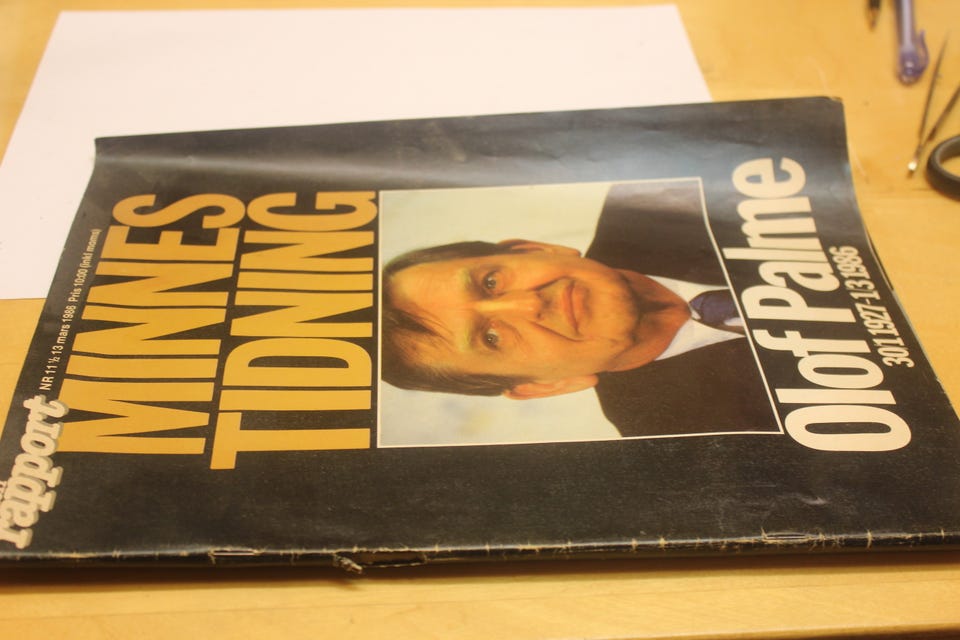 rapport
NR 11½ 13 mars 1986 Pris 10:00 (inkl moms)
MINNES
TIDNING
Olof Palme
30 1 1927-1 3 1986